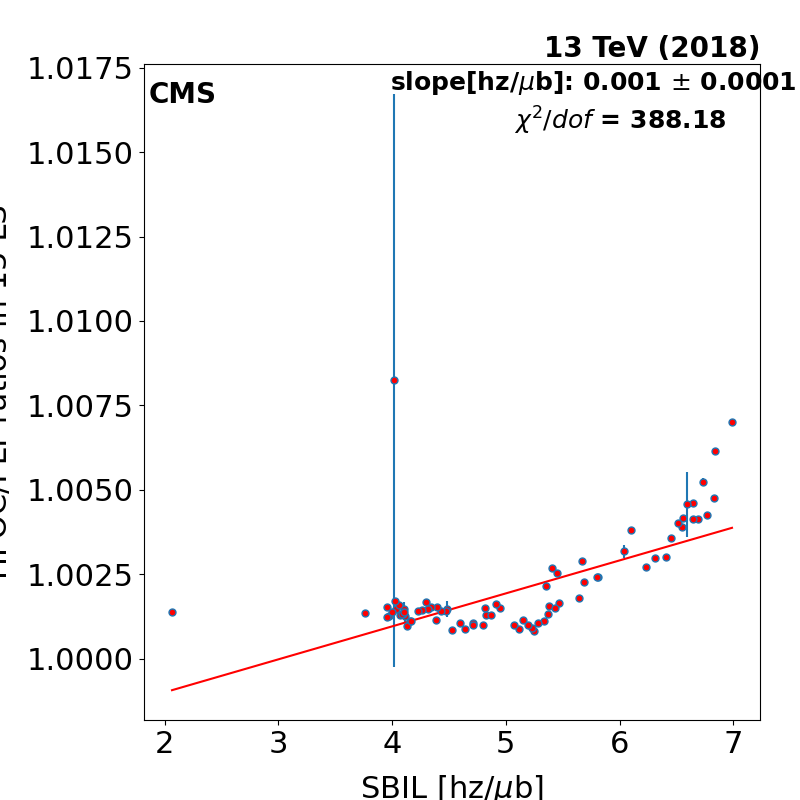 13 TeV (2018)
CMS
slope[hz/μb]: 0.001 ± 0.0001
χ²/dof = 388.18
1.0175
1.0150
1.0125
1.0100
1.0075
1.0050
1.0025
1.0000
2 3 4 5 6 7
SBIL [hz/μb]